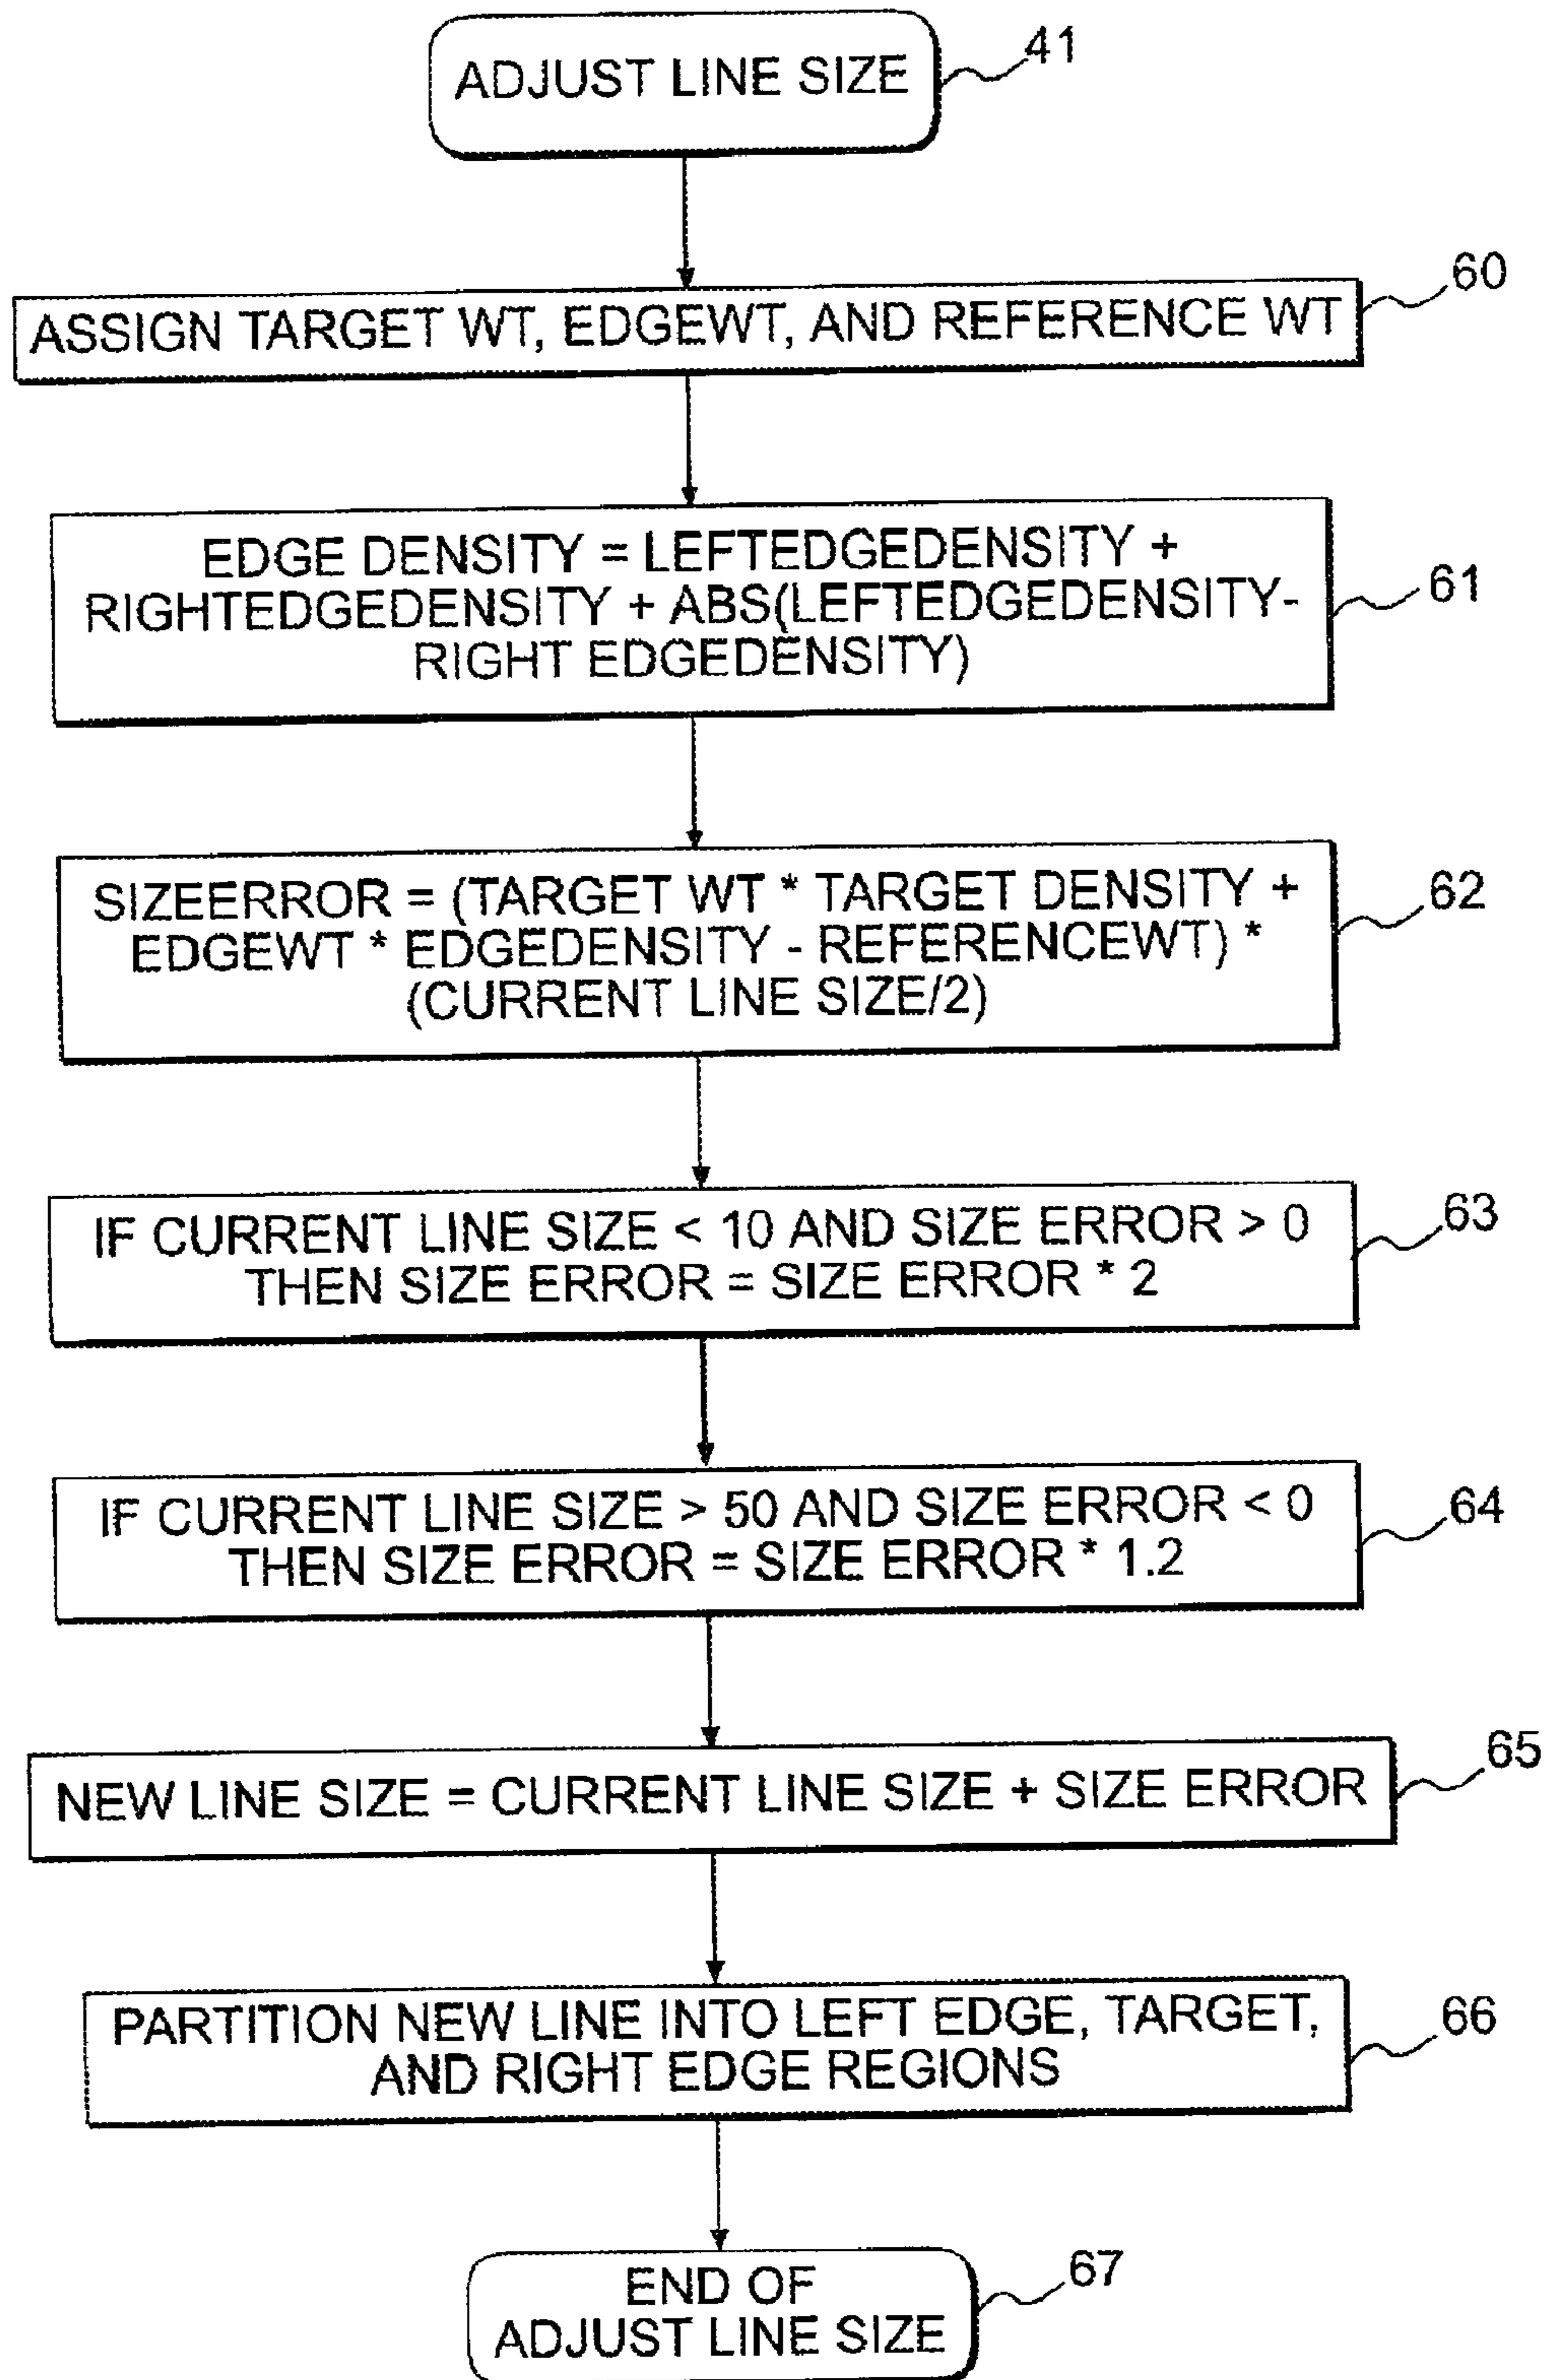 ADJUST LINE SIZE
41
ASSIGN TARGET WT, EDGEWT, AND REFERENCE WT
60
EDGE DENSITY = LEFTEDGEDENSITY +
RIGHTEDGEDENSITY + ABS(LEFTEDGEDENSITY-
RIGHT EDGEDENSITY)
61
SIZEERROR = (TARGET WT * TARGET DENSITY +
EDGEWT * EDGEDENSITY - REFERENCEWT) *
(CURRENT LINE SIZE/2)
62
IF CURRENT LINE SIZE < 10 AND SIZE ERROR > 0
THEN SIZE ERROR = SIZE ERROR * 2
63
IF CURRENT LINE SIZE > 50 AND SIZE ERROR < 0
THEN SIZE ERROR = SIZE ERROR * 1.2
64
NEW LINE SIZE = CURRENT LINE SIZE + SIZE ERROR
65
PARTITION NEW LINE INTO LEFT EDGE, TARGET,
AND RIGHT EDGE REGIONS
66
END OF
ADJUST LINE SIZE
67